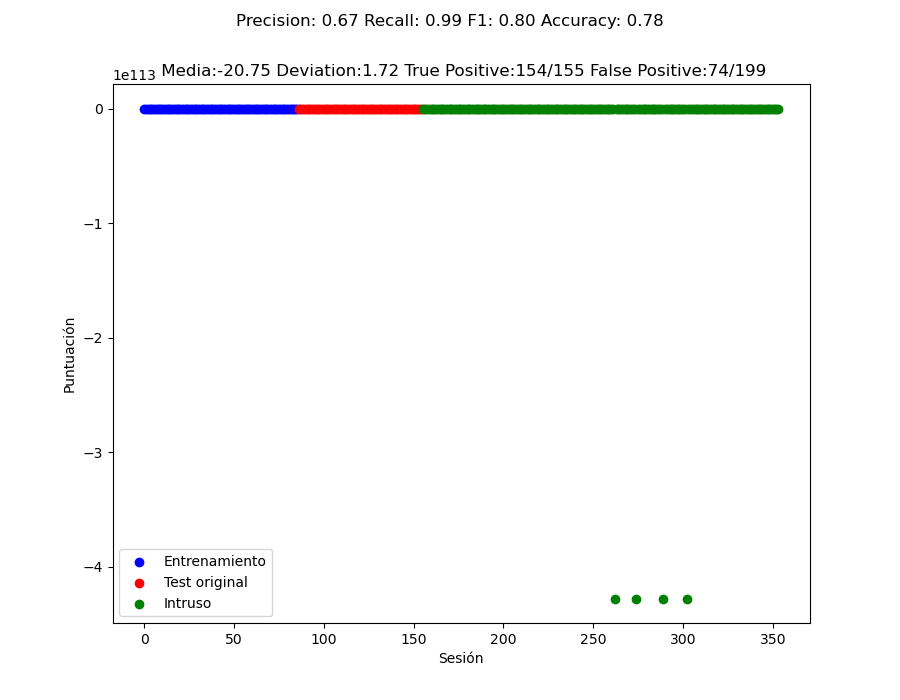 Precision: 0.67 Recall: 0.99 F1: 0.80 Accuracy: 0.78
Media:-20.75 Deviation:1.72 True Positive:154/155 False Positive:74/199
1e113
0
−1
−2
−3
−4
Puntuación
Entrenamiento
Test original
Intruso
0 50 100 150 200 250 300 350
Sesión